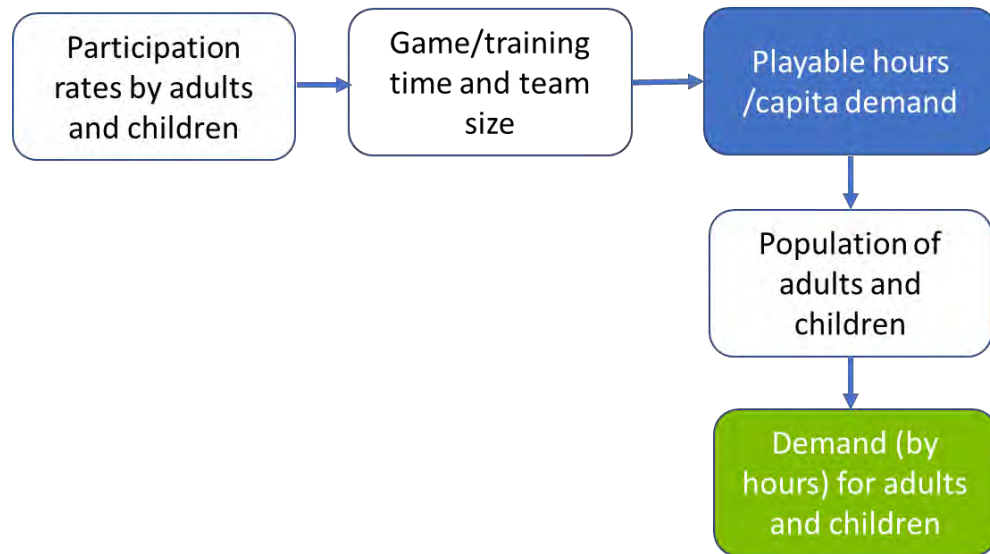 Participation
rates by adults
and children
Game/training
time and team
size
Playable hours
/capita demand
Population of
adults and
children
Demand (by
hours) for adults
and children